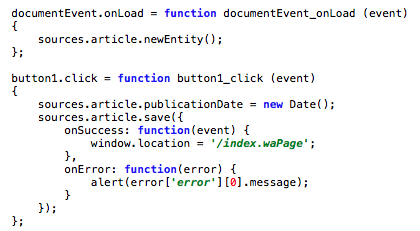 documentEvent.onLoad = function documentEvent_onLoad (event)
{
    sources.article.newEntity();
};

button1.click = function button1_click (event)
{
    sources.article.publicationDate = new Date();
    sources.article.save({
        onSuccess: function(event) {
            window.location = '/index.waPage';
        },
        onError: function(error) {
            alert(error['error'][0].message);
        }
    });
};